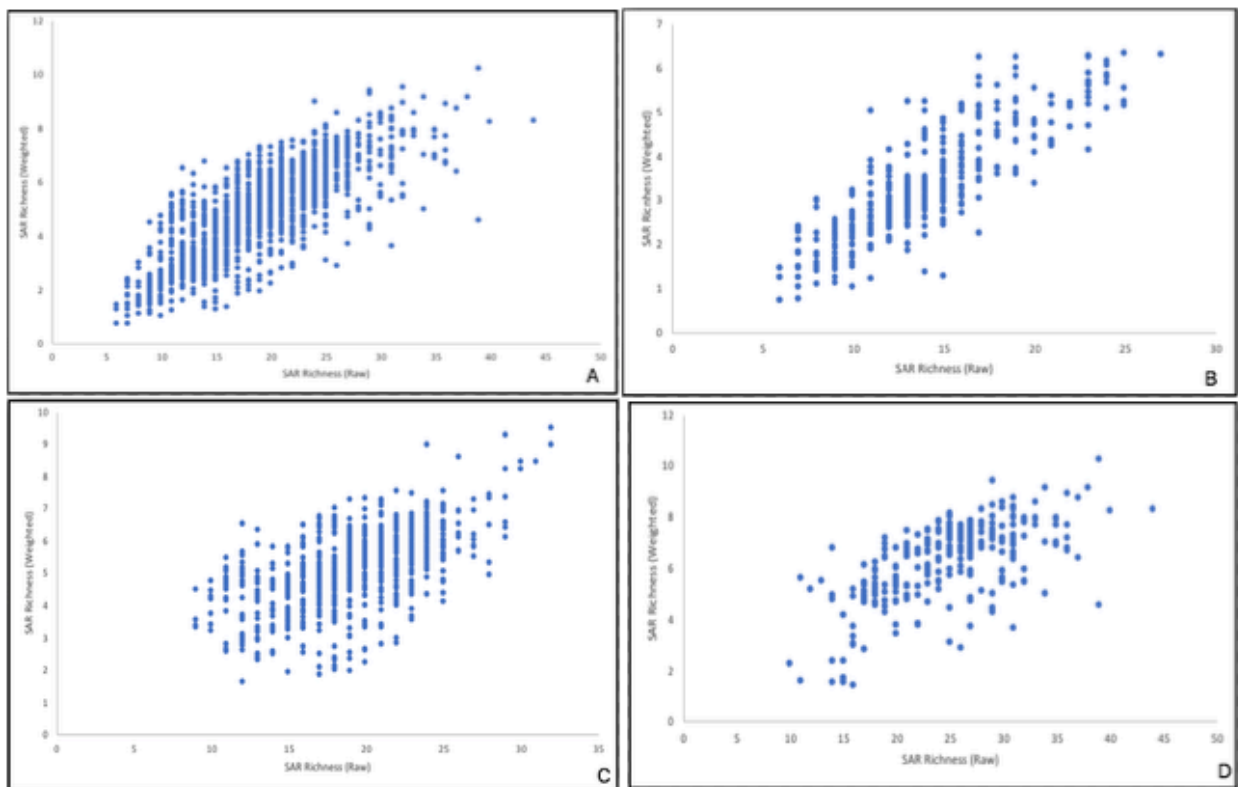 12
10
8
6
4
2
0
SAR Richness (Weighted)
0 5 10 15 20 25 30 35 40 45 50
SAR Richness (Raw)
A
7
6
5
4
3
2
1
0
SAR Ricnhess (Weighted)
0 5 10 15 20 25 30
SAR Richness (Raw)
B
10
9
8
7
6
5
4
3
2
1
0
SAR Richness (Weighted)
0 5 10 15 20 25 30 35
SAR Richness (Raw)
C
12
10
8
6
4
2
0
SAR Richness (Weighted)
0 5 10 15 20 25 30 35 40 45 50
SAR Richness (Raw)
D